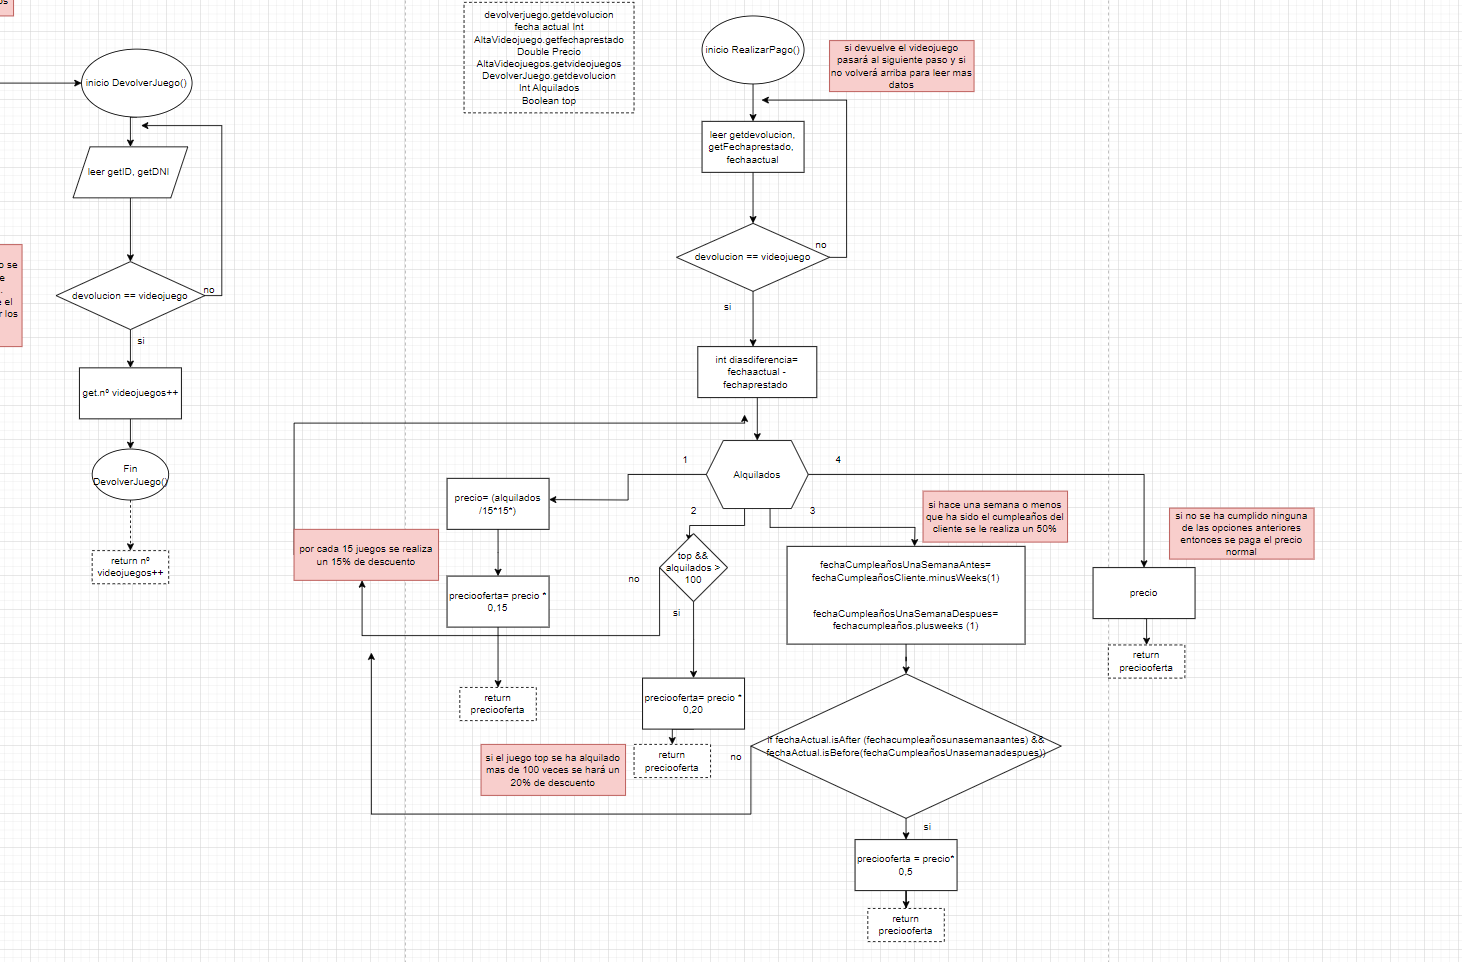 os
inicio DevolverJuego()
leer getID, getDNI
devolucion == videojuego
no
si
get.nº videojuegos++
Fin
DevolverJuego()
return nº
videojuegos++
o se
e
.
e el
r los
devolverjuego.getdevolucion
fecha actual Int
AltaVideojuego.getfechaprestado
Double Precio
AltaVideojuegos.getvideojuegos
DevolverJuego.getdevolucion
Int Alquilados
Boolean top
inicio RealizarPago()
si devuelve el videojuego
pasará al siguiente paso y si
no volverá arriba para leer mas
datos
leer getdevolucion,
getFechaprestado,
fechaactual
devolucion == videojuego
no
si
int diasdiferencia=
fechaactual -
fechaprestado
Alquilados
1
2
3
4
precio= (alquilados
/15*15*)
por cada 15 juegos se realiza
un 15% de descuento
preciooferta= precio *
0,15
return
preciooferta
top &&
alquilados >
100
no
si
preciooferta= precio *
0,20
return
preciooferta
si el juego top se ha alquilado
mas de 100 veces se hará un
20% de descuento
si hace una semana o menos
que ha sido el cumpleaños del
cliente se le realiza un 50%
fechaCumpleañosUnaSemanaAntes=
fechaCumpleañosCliente.minusWeeks(1)
fechaCumpleañosUnaSemanaDespues=
fechacumpleaños.plusweeks (1)
if fechaActual.isAfter (fechacumpleañosunasemanaantes) &&
fechaActual.isBefore(fechaCumpleañosUnasemanadespues))
no
si
preciooferta = precio*
0,5
return
preciooferta
si no se ha cumplido ninguna
de las opciones anteriores
entonces se paga el precio
normal
precio
return
preciooferta